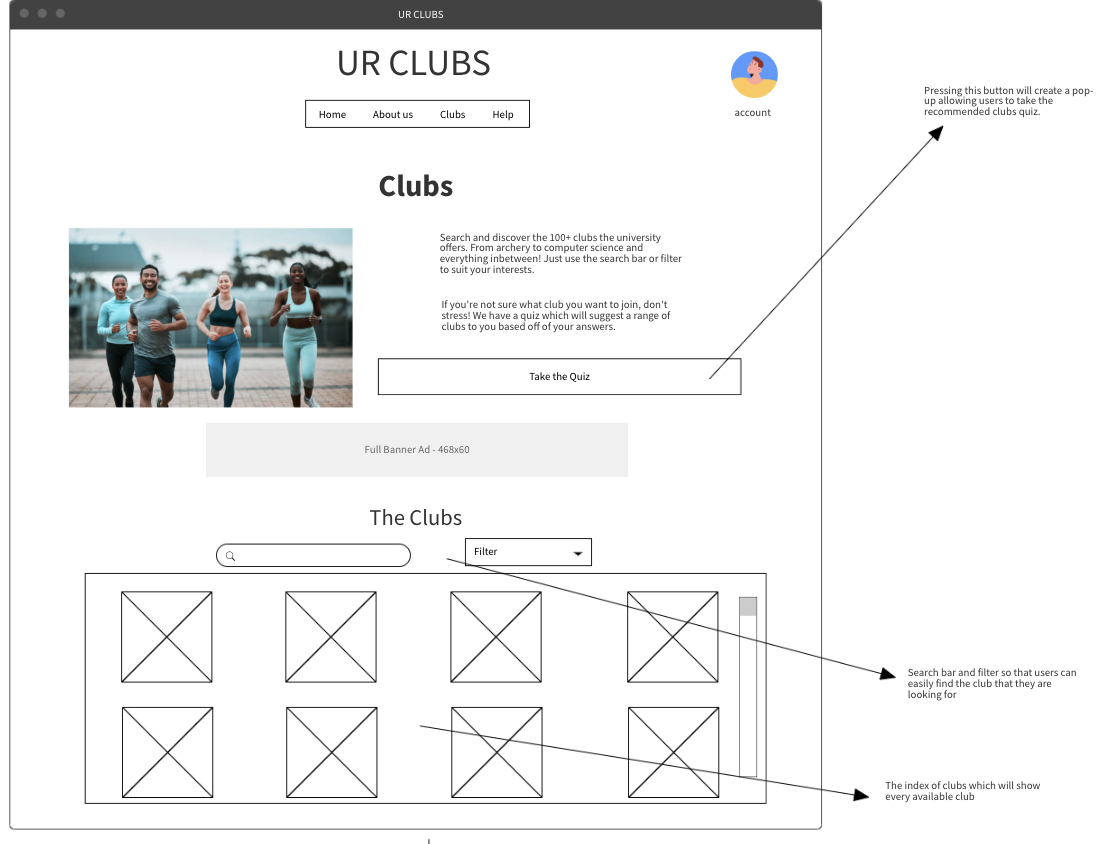 UR CLUBS
UR CLUBS
account
Home About us Clubs Help
Pressing this button will create a pop-
up allowing users to take the
recommended clubs quiz.
Clubs
Search and discover the 100+ clubs the university
offers. From archery to computer science and
everything inbetween! Just use the search bar or filter
to suit your interests.
If you're not sure what club you want to join, don't
stress! We have a quiz which will suggest a range of
clubs to you based off of your answers.
Take the Quiz
Full Banner Ad - 468x60
The Clubs
Filter
Search bar and filter so that users can
easily find the club that they are
looking for
The index of clubs which will show
every available club